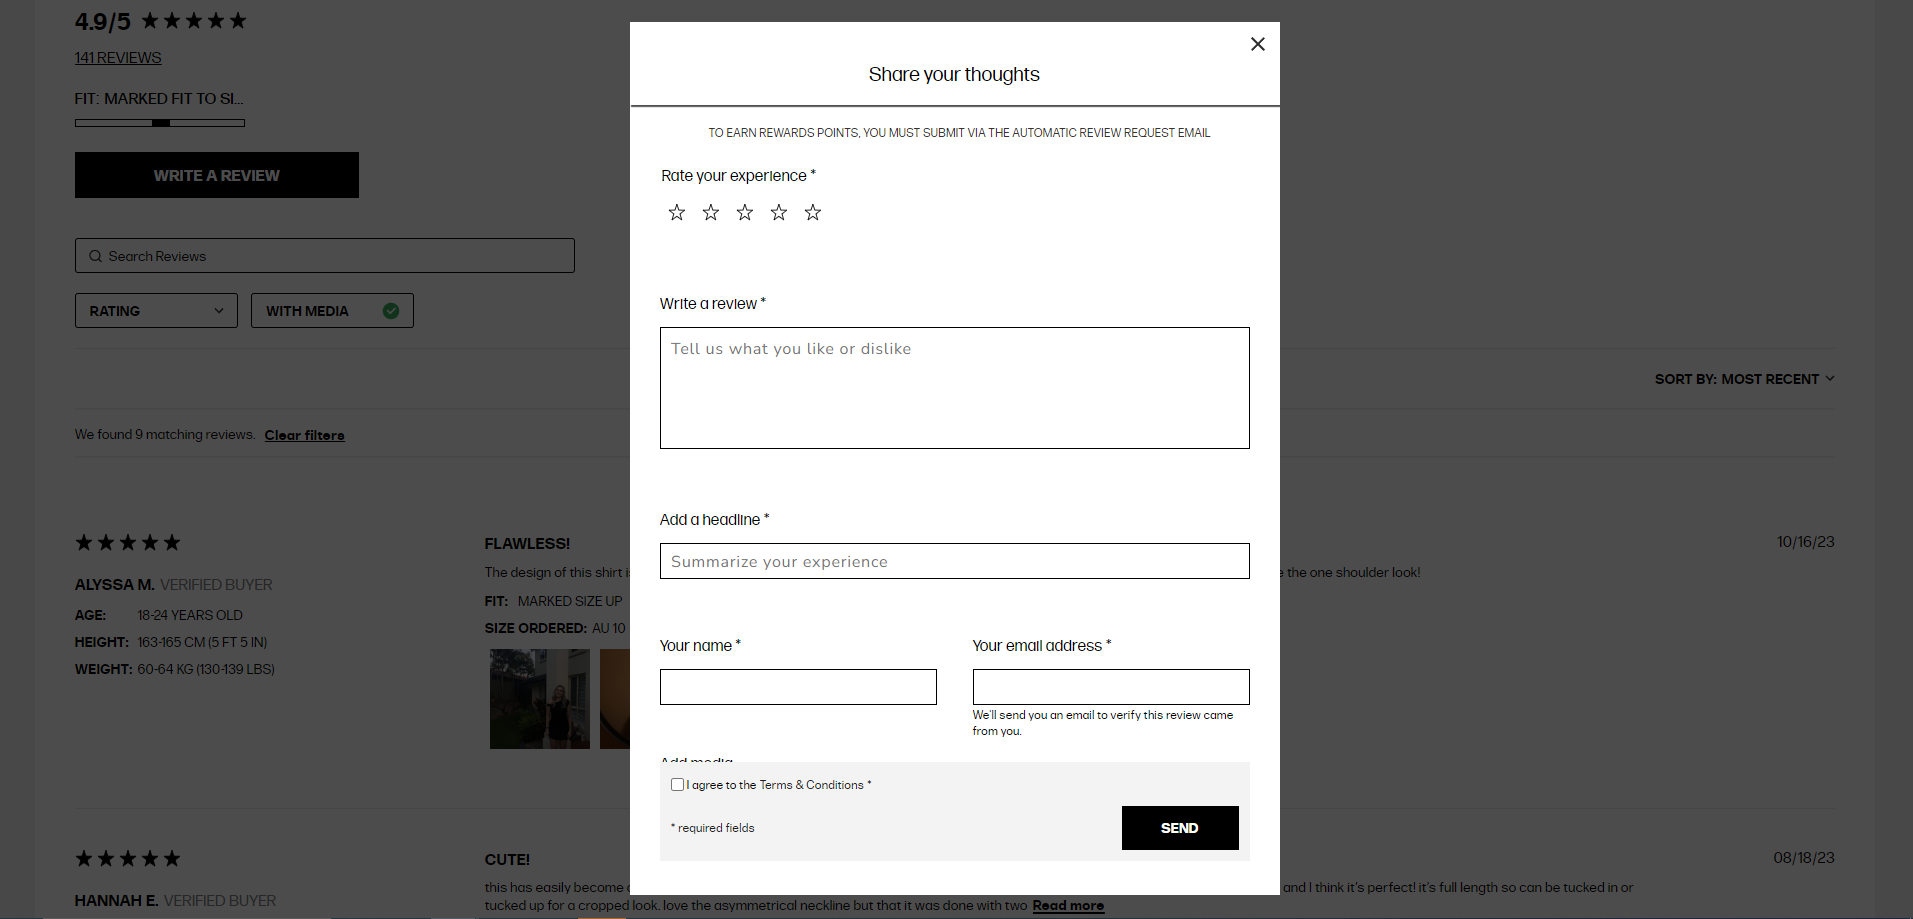 4.9/5
141 REVIEWS
FIT: MARKED FIT TO SI...
WRITE A REVIEW
Search Reviews
RATING
WITH MEDIA
SORT BY: MOST RECENT
We found 9 matching reviews. Clear filters
ALYSSA M. VERIFIED BUYER
AGE: 18-24 YEARS OLD
HEIGHT: 163-165 CM (5 FT 5 IN)
WEIGHT: 60-64 KG (130-139 LBS)
FLAWLESS!
The design of this shirt
the one shoulder look!
FIT: MARKED SIZE UP
SIZE ORDERED: AU 10
10/16/23
HANNAH E. VERIFIED BUYER
CUTE!
this has easily become
and I think it's perfect! it's full length so can be tucked in or
tucked up for a cropped look. love the asymmetrical neckline but that it was done with two Read more
08/18/23
Share your thoughts
TO EARN REWARDS POINTS, YOU MUST SUBMIT VIA THE AUTOMATIC REVIEW REQUEST EMAIL
Rate your experience *
Write a review *
Tell us what you like or dislike
Add a headline *
Summarize your experience
Your name *
Your email address *
We'll send you an email to verify this review came
from you.
Add media
I agree to the Terms & Conditions *
* required fields
SEND